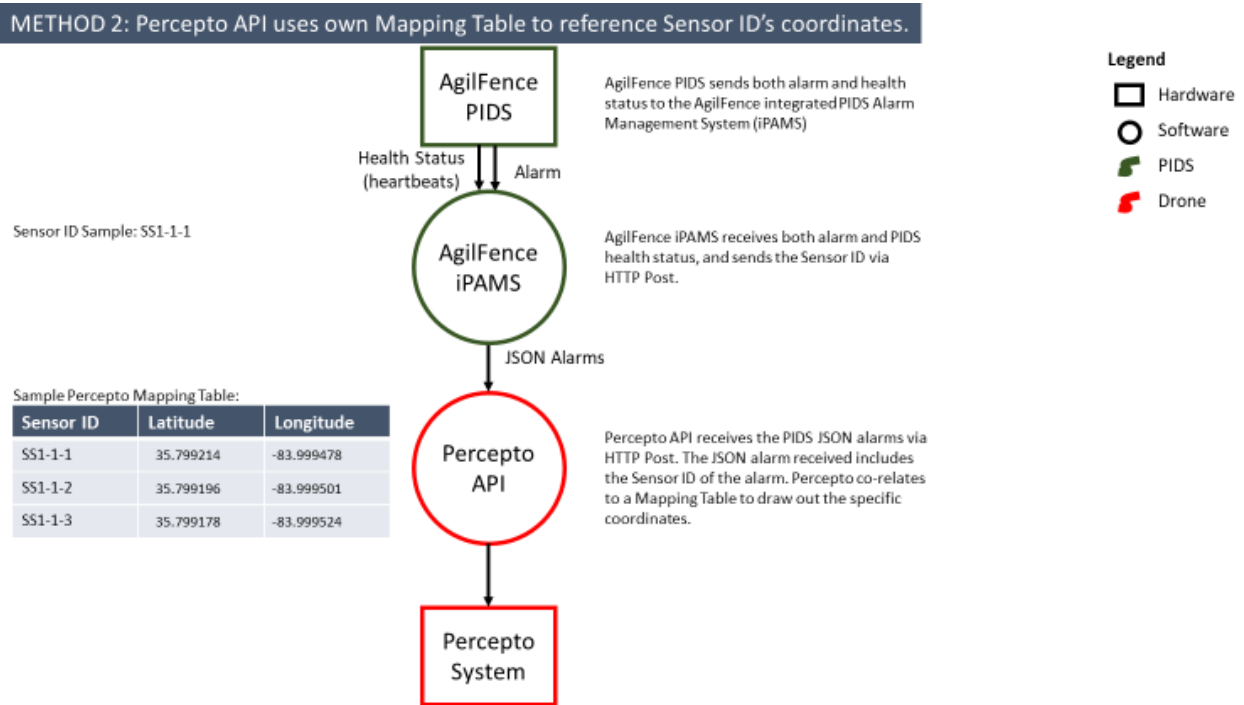 METHOD 2: Percepto API uses own Mapping Table to reference Sensor ID's coordinates.
AgilFence
PIDS
AgilFence PIDS sends both alarm and health
status to the AgilFence integrated PIDS Alarm
Management System (iPAMS)
Legend
Hardware
Software
PIDS
Drone
Health Status
(heartbeats)
Alarm
Sensor ID Sample: SS1-1-1
AgilFence
iPAMS
AgilFence iPAMS receives both alarm and PIDS
health status, and sends the Sensor ID via
HTTP Post.
JSON Alarms
Sample Percepto Mapping Table:
Sensor ID Latitude Longitude
SS1-1-1 35.799214 -83.999478
SS1-1-2 35.799196 -83.999501
SS1-1-3 35.799178 -83.999524
Percepto
API
Percepto API receives the PIDS JSON alarms via
HTTP Post. The JSON alarm received includes
the Sensor ID of the alarm. Percepto co-relates
to a Mapping Table to draw out the specific
coordinates.
Percepto
System